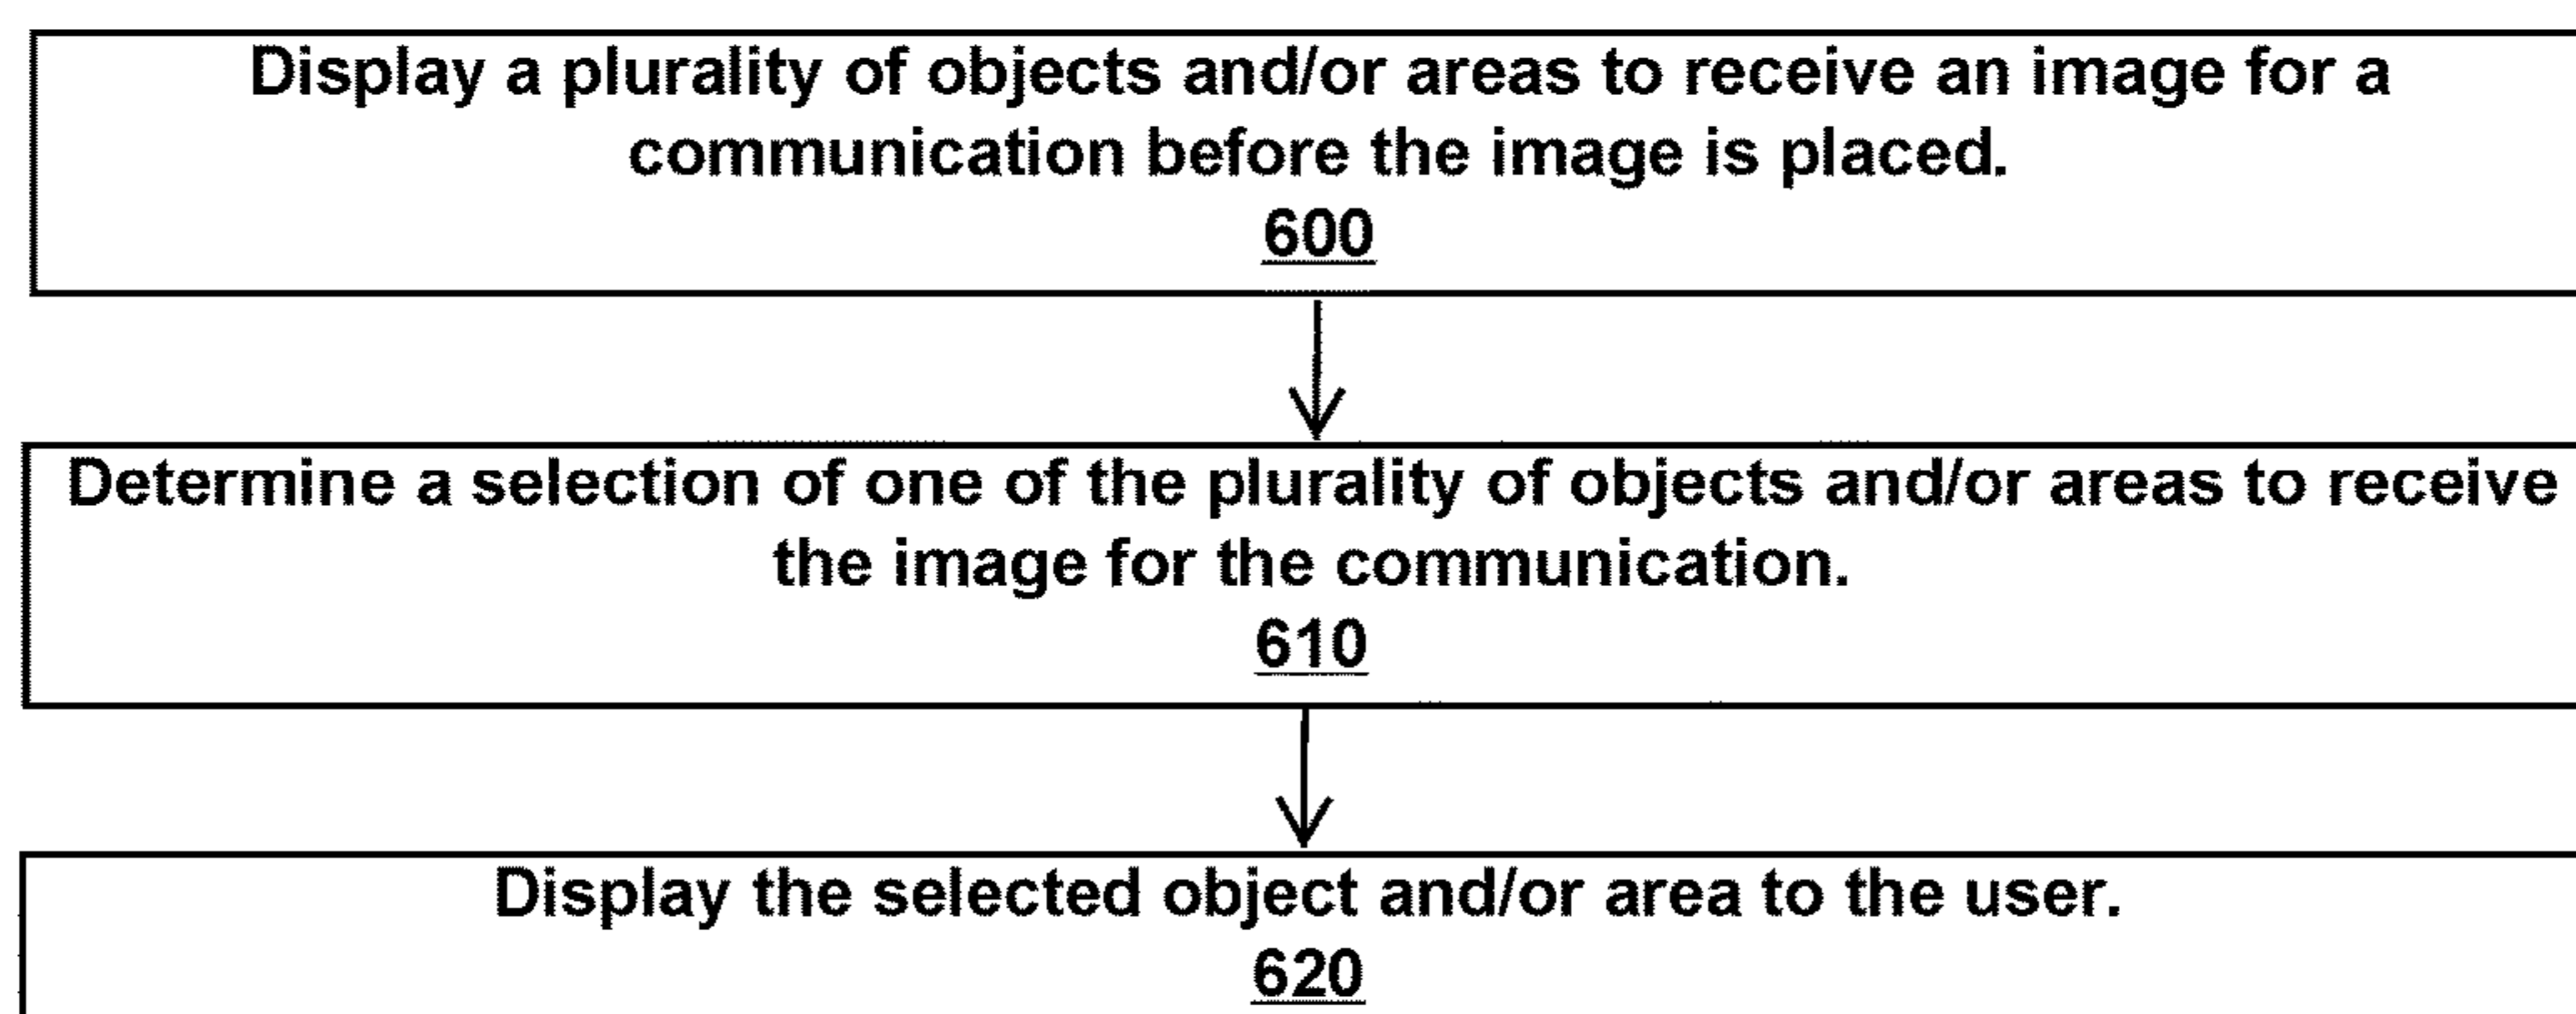 Display a plurality of objects and/or areas to receive an image for a
communication before the image is placed.
600
Determine a selection of one of the plurality of objects and/or areas to receive
the image for the communication.
610
Display the selected object and/or area to the user.
620